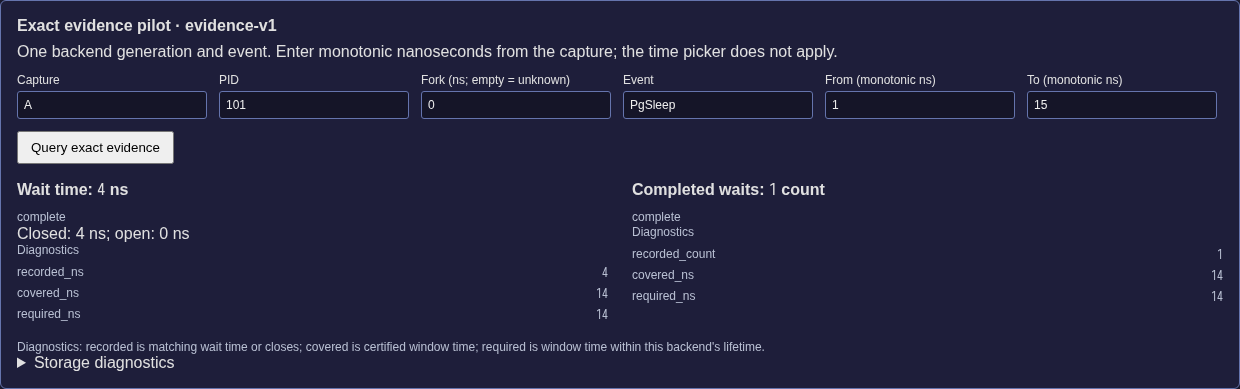 Exact evidence pilot · evidence-v1
One backend generation and event. Enter monotonic nanoseconds from the capture; the time picker does not apply.
Capture PID Fork (ns; empty = unknown) Event From (monotonic ns) To (monotonic ns)
A 101 0 PgSleep 1 15
Query exact evidence
Wait time: 4 ns
complete
Closed: 4 ns; open: 0 ns
Diagnostics
recorded_ns 4
covered_ns 14
required_ns 14
Completed waits: 1 count
complete
Diagnostics
recorded_count 1
covered_ns 14
required_ns 14
Diagnostics: recorded is matching wait time or closes; covered is certified window time; required is window time within this backend's lifetime.
Storage diagnostics